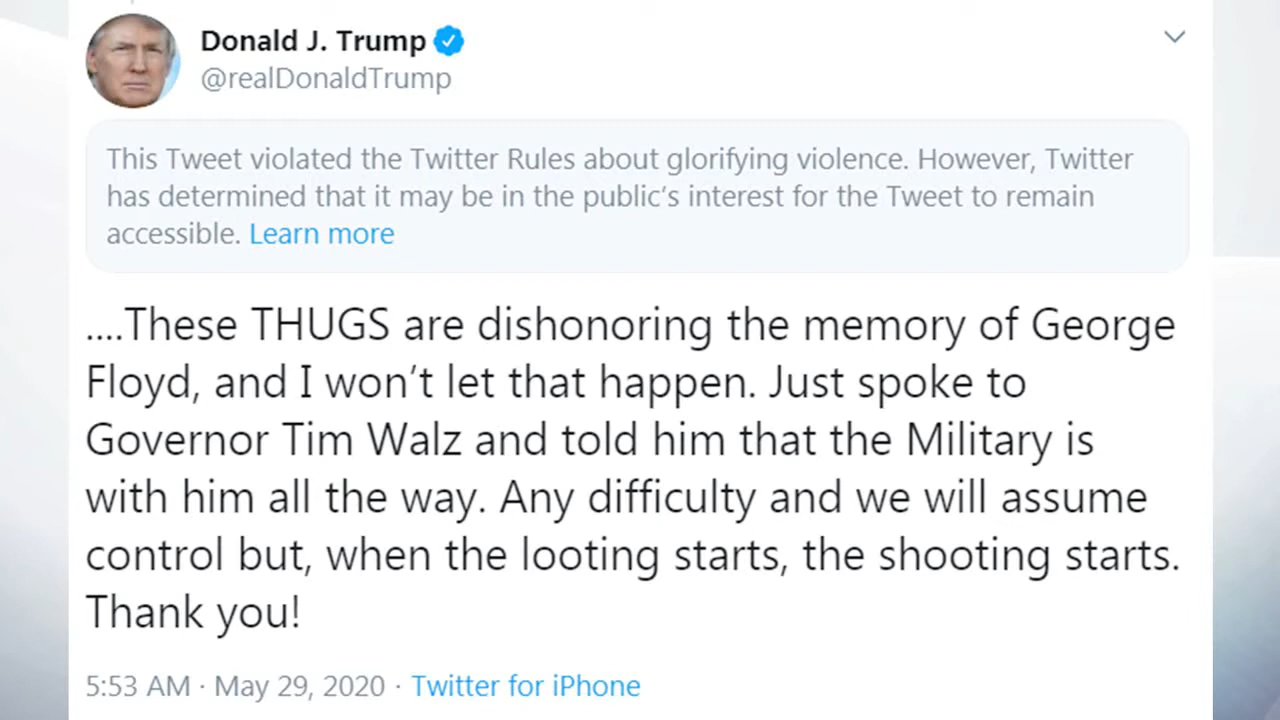 Donald J. Trump
@realDonaldTrump
This Tweet violated the Twitter Rules about glorifying violence. However, Twitter
has determined that it may be in the public’s interest for the Tweet to remain
accessible. Learn more
....These THUGS are dishonoring the memory of George
Floyd, and I won’t let that happen. Just spoke to
Governor Tim Walz and told him that the Military is
with him all the way. Any difficulty and we will assume
control but, when the looting starts, the shooting starts.
Thank you!
5:53 AM · May 29, 2020 · Twitter for iPhone